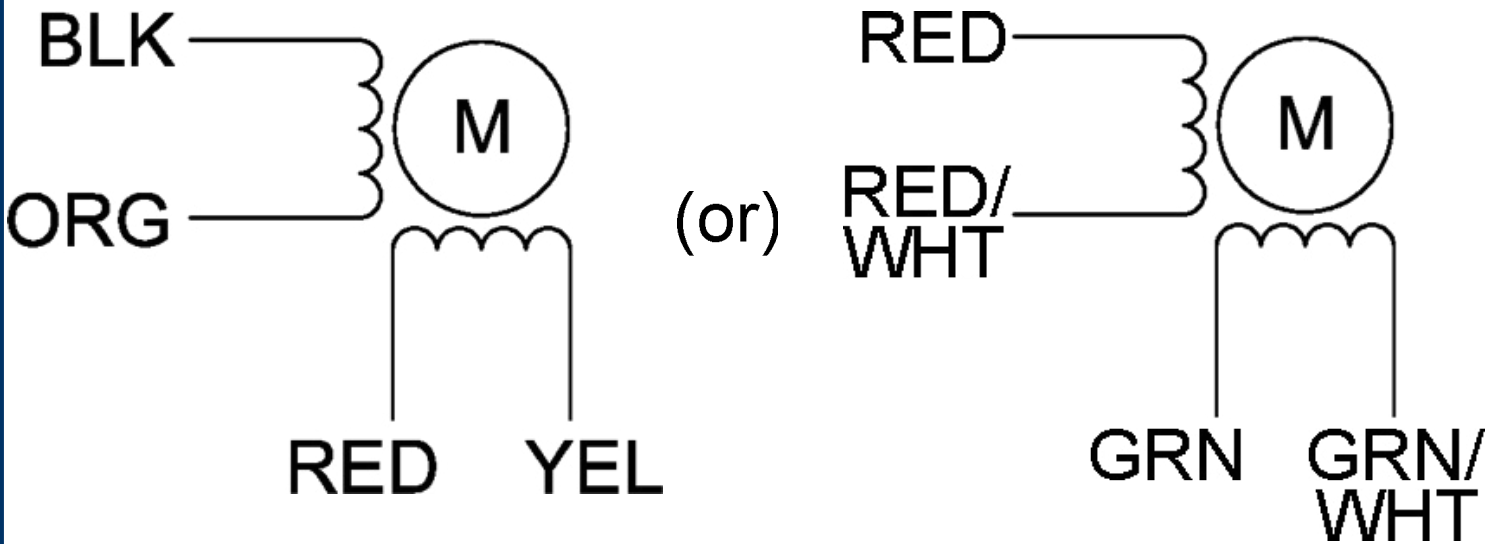 BLK
M
ORG
RED YEL
(or)
RED
M
RED/
WHT
GRN
GRN/
WHT